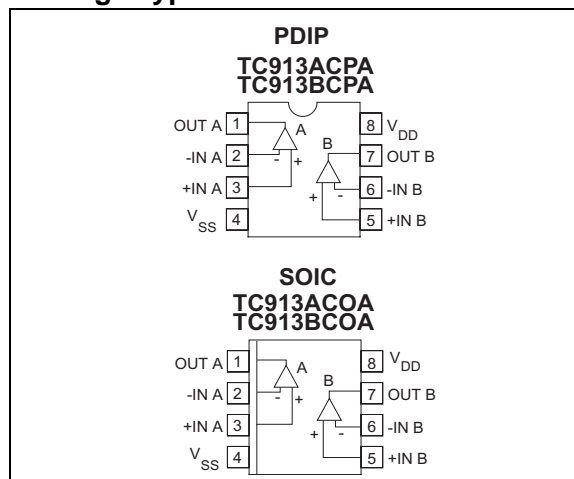 PDIP
TC913ACPA
TC913BCPA
OUT A 1 A 8 VDD
-IN A 2 - + B 7 OUT B
+IN A 3 + - 6 -IN B
VSS 4 5 +IN B
SOIC
TC913ACOA
TC913BCOA
OUT A 1 A 8 VDD
-IN A 2 - + B 7 OUT B
+IN A 3 + - 6 -IN B
VSS 4 5 +IN B